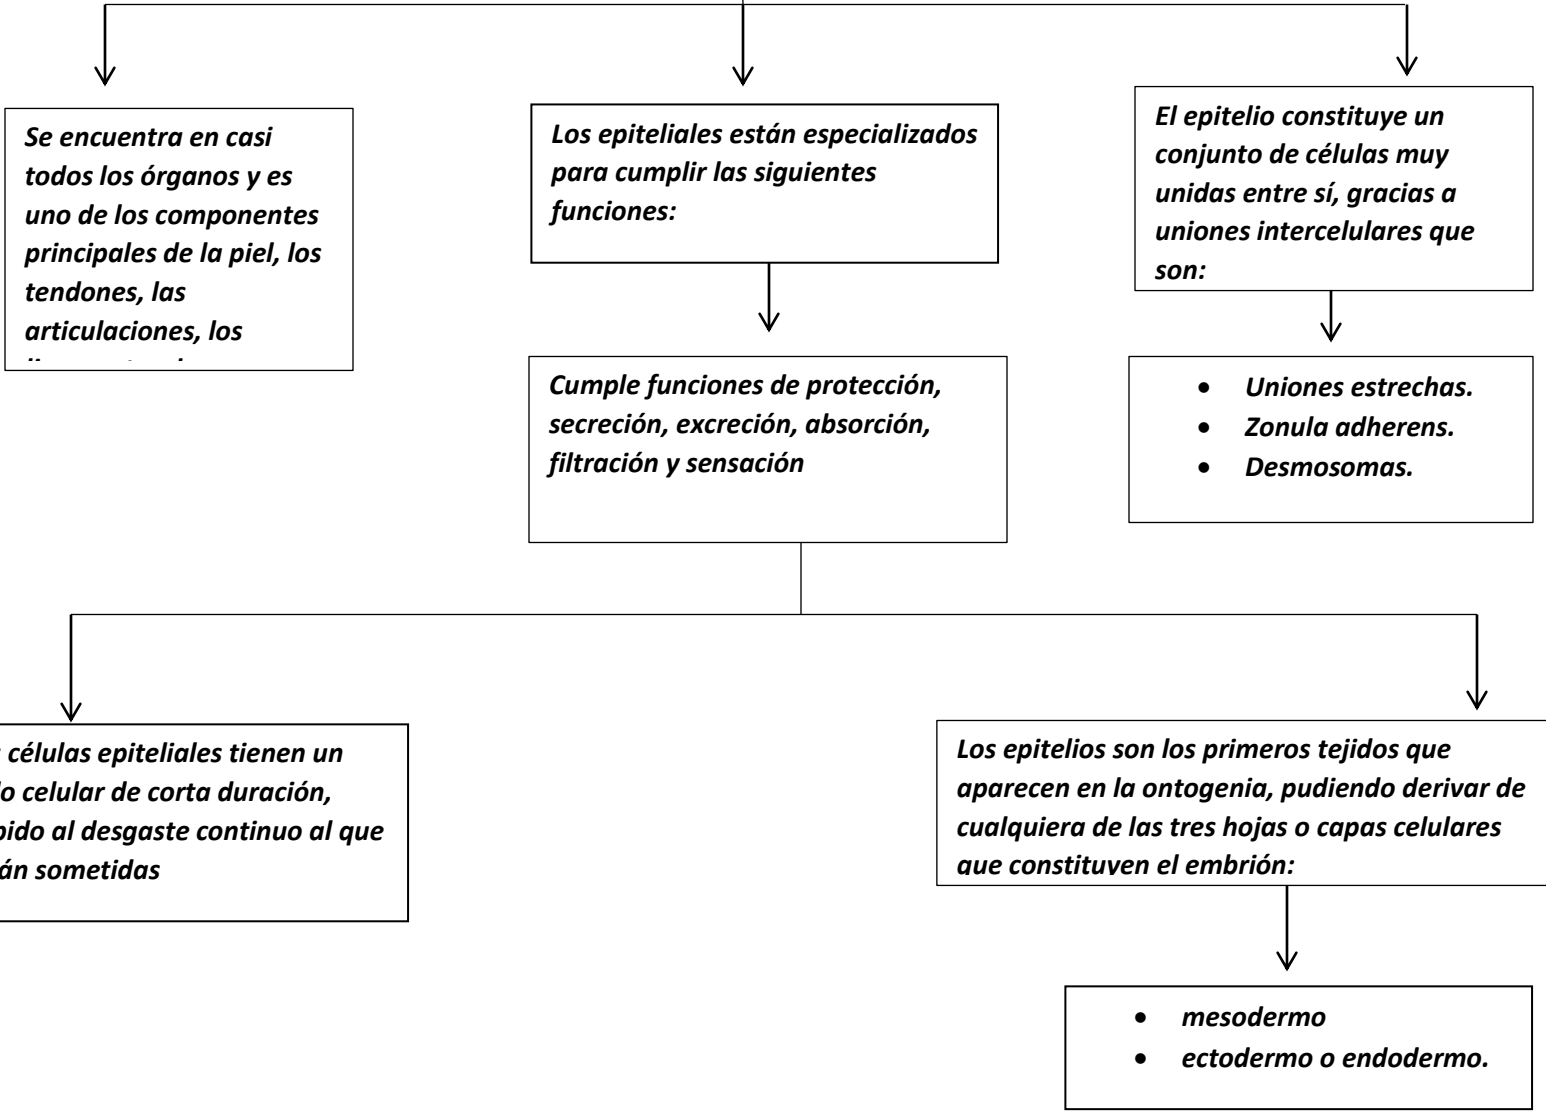 Se encuentra en casi
todos los órganos y es
uno de los componentes
principales de la piel, los
tendones, las
articulaciones, los
Los epiteliales están especializados
para cumplir las siguientes
funciones:
El epitelio constituye un
conjunto de células muy
unidas entre sí, gracias a
uniones intercelulares que
son:
Cumple funciones de protección,
secreción, excreción, absorción,
filtración y sensación
• Uniones estrechas.
• Zonula adherens.
• Desmosomas.
células epiteliales tienen un
celular de corta duración,
al desgaste continuo al que
sometidas
Los epitelios son los primeros tejidos que
aparecen en la ontogenia, pudiendo derivar de
cualquiera de las tres hojas o capas celulares
que constituyen el embrión:
• mesodermo
• ectodermo o endodermo.